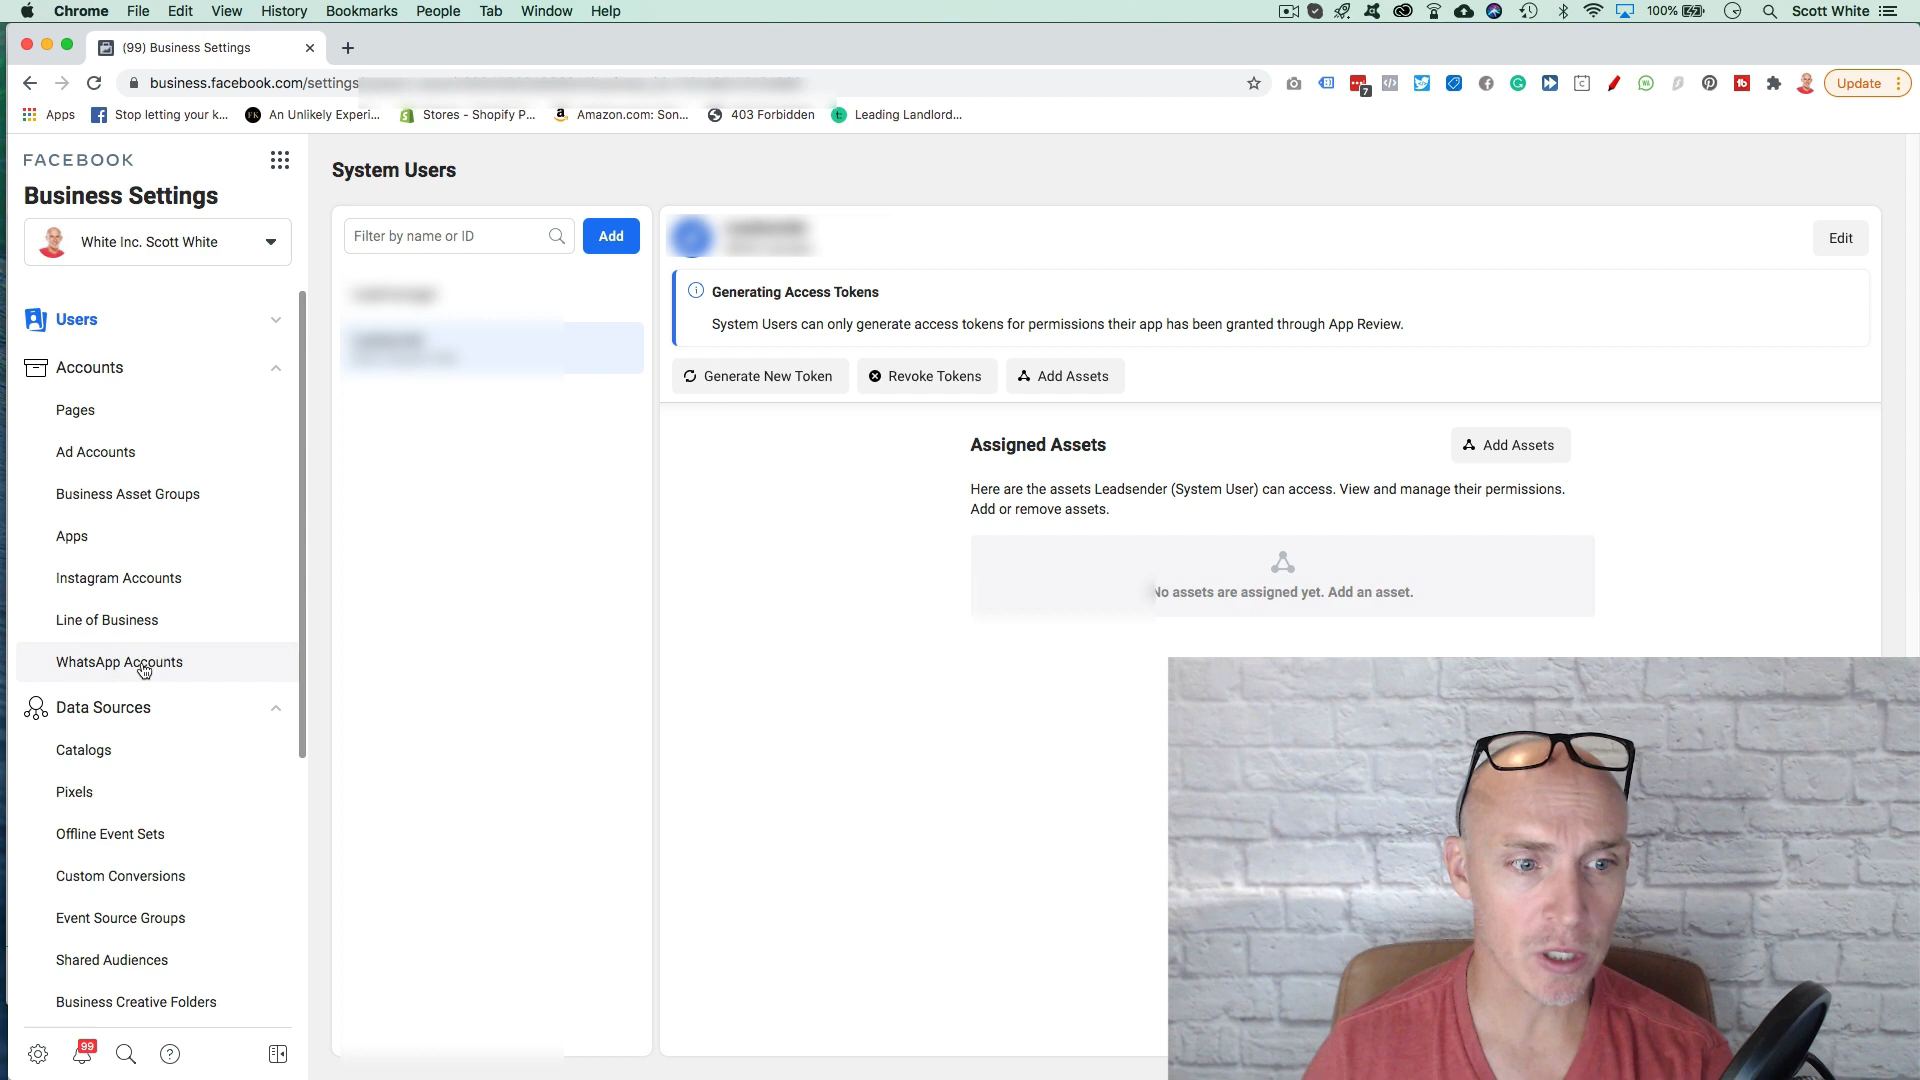 Chrome File Edit View History Bookmarks People Tab Window Help
100%
Scott White
(99) Business Settings
business.facebook.com/settings
7
Update
Apps
Stop letting your k...
An Unlikely Experi...
Stores - Shopify P...
Amazon.com: Son...
403 Forbidden
Leading Landlord...
FACEBOOK
Business Settings
White Inc. Scott White
Users
Accounts
Pages
Ad Accounts
Business Asset Groups
Apps
Instagram Accounts
Line of Business
WhatsApp Accounts
Data Sources
Catalogs
Pixels
Offline Event Sets
Custom Conversions
Event Source Groups
Shared Audiences
Business Creative Folders
99
System Users
Filter by name or ID
Add
Edit
Generating Access Tokens
System Users can only generate access tokens for permissions their app has been granted through App Review.
Generate New Token
Revoke Tokens
Add Assets
Assigned Assets
Add Assets
Here are the assets Leadsender (System User) can access. View and manage their permissions.
Add or remove assets.
No assets are assigned yet. Add an asset.